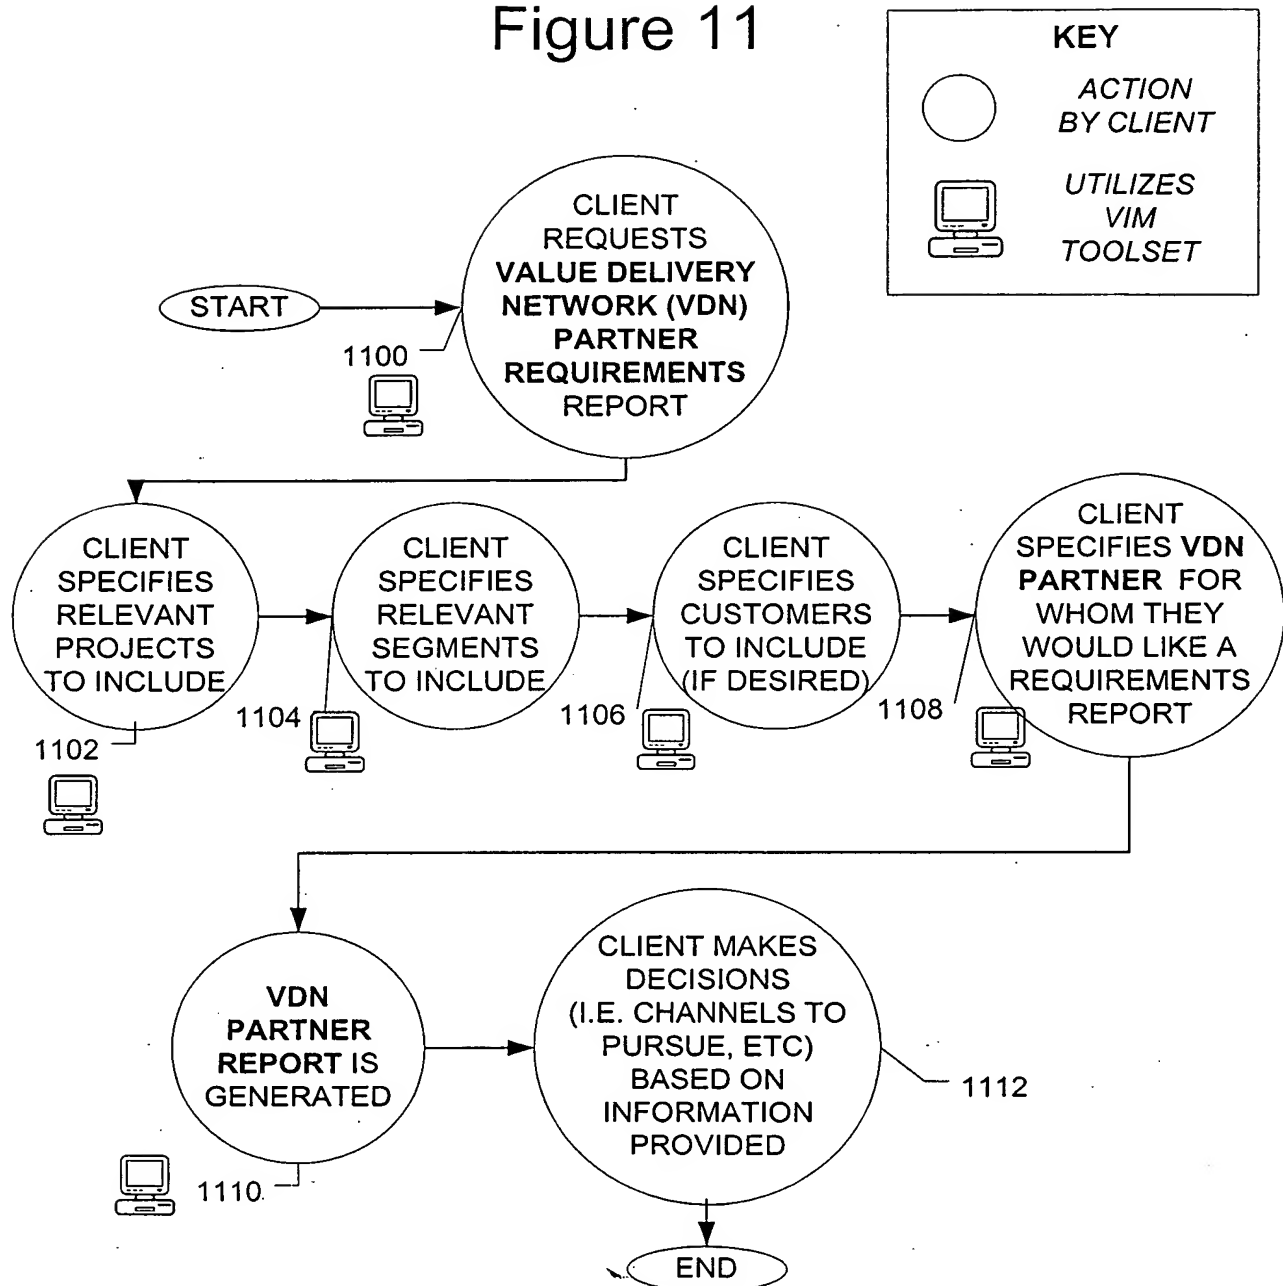 Figure 11
KEY
ACTION
BY CLIENT
UTILIZES
VIM
TOOLSET
START
1100
CLIENT
REQUESTS
VALUE DELIVERY
NETWORK (VDN)
PARTNER
REQUIREMENTS
REPORT
CLIENT
SPECIFIES
RELEVANT
PROJECTS
TO INCLUDE
1102
CLIENT
SPECIFIES
RELEVANT
SEGMENTS
TO INCLUDE
1104
CLIENT
SPECIFIES
CUSTOMERS
TO INCLUDE
(IF DESIRED)
1106
CLIENT
SPECIFIES VDN
PARTNER FOR
WHOM THEY
WOULD LIKE A
REQUIREMENTS
REPORT
1108
VDN
PARTNER
REPORT IS
GENERATED
1110
CLIENT MAKES
DECISIONS
(I.E. CHANNELS TO
PURSUE, ETC)
BASED ON
INFORMATION
PROVIDED
1112
END